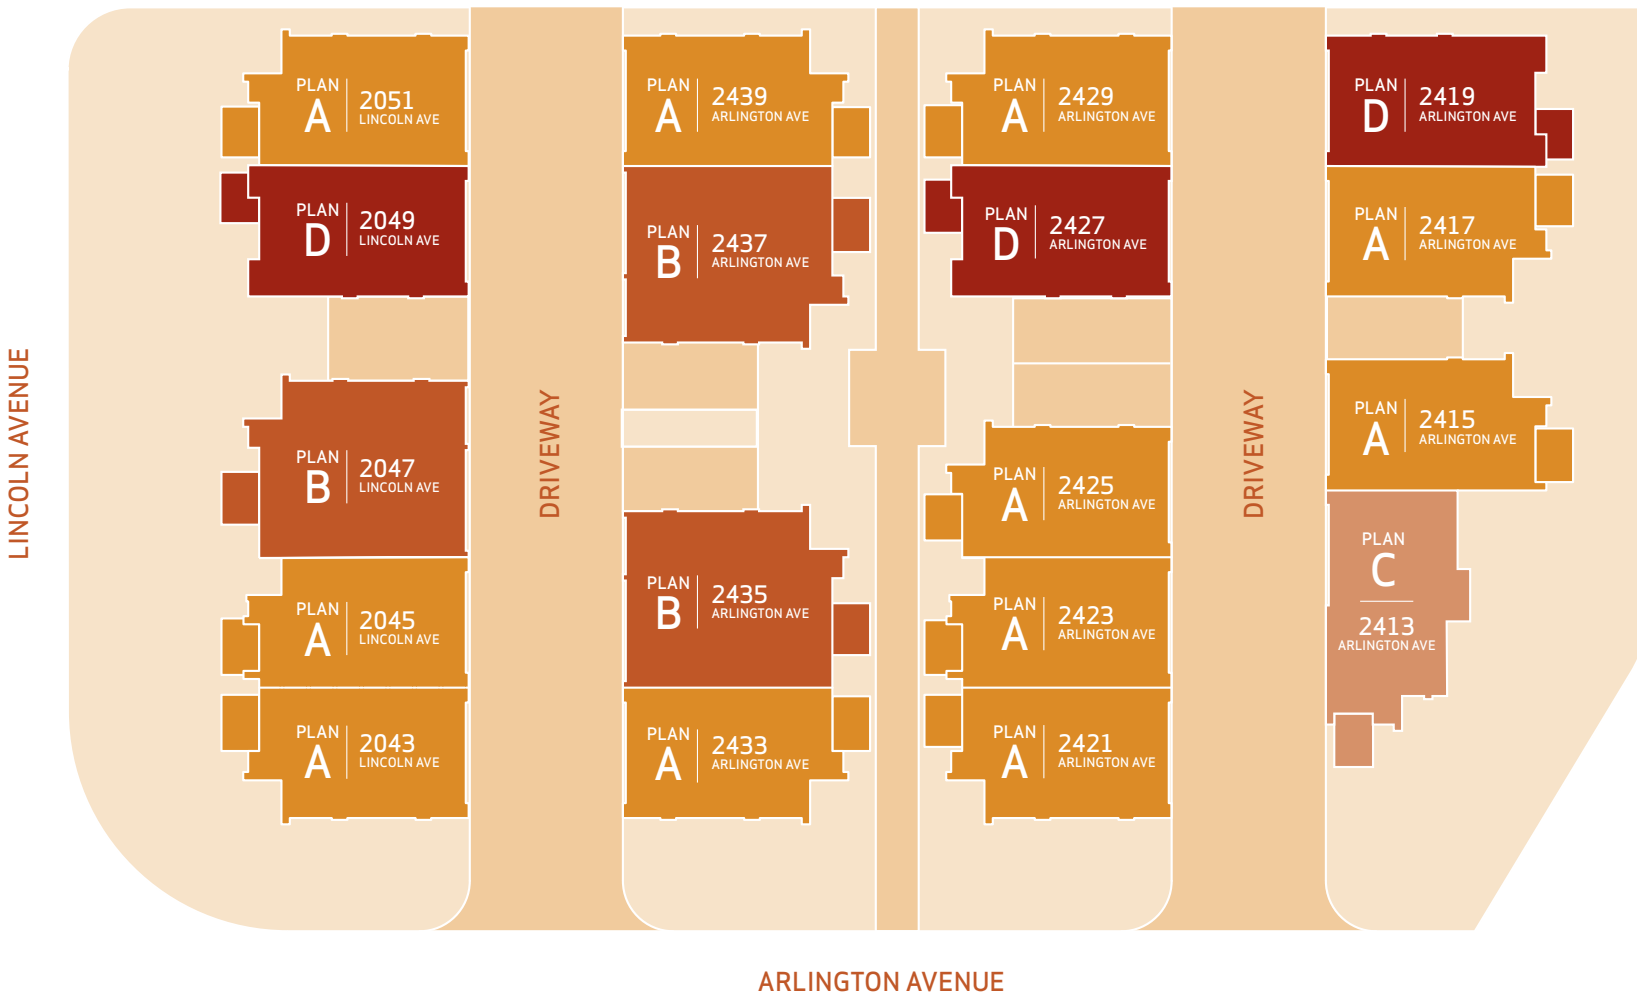 LINCOLN AVENUE
PLAN
A
2051
LINCOLN AVE
PLAN
D
2049
LINCOLN AVE
PLAN
B
2047
LINCOLN AVE
PLAN
A
2045
LINCOLN AVE
PLAN
A
2043
LINCOLN AVE
DRIVEWAY
PLAN
A
2439
ARLINGTON AVE
PLAN
B
2437
ARLINGTON AVE
PLAN
B
2435
ARLINGTON AVE
PLAN
A
2433
ARLINGTON AVE
PLAN
A
2429
ARLINGTON AVE
PLAN
D
2427
ARLINGTON AVE
PLAN
A
2425
ARLINGTON AVE
PLAN
A
2423
ARLINGTON AVE
PLAN
A
2421
ARLINGTON AVE
DRIVEWAY
PLAN
D
2419
ARLINGTON AVE
PLAN
A
2417
ARLINGTON AVE
PLAN
A
2415
ARLINGTON AVE
PLAN
C
2413
ARLINGTON AVE
ARLINGTON AVENUE